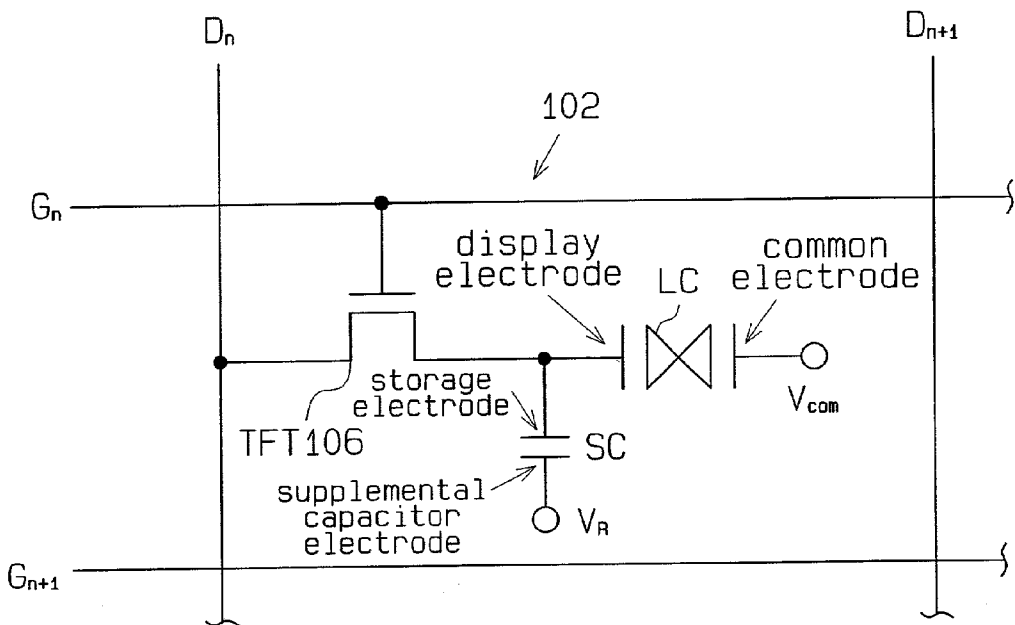 Dn
Dn+1
102
Gn
display
electrode
common
electrode
LC
storage
electrode
Vcom
TFT106
SC
supplemental
capacitor
electrode
VR
Gn+1